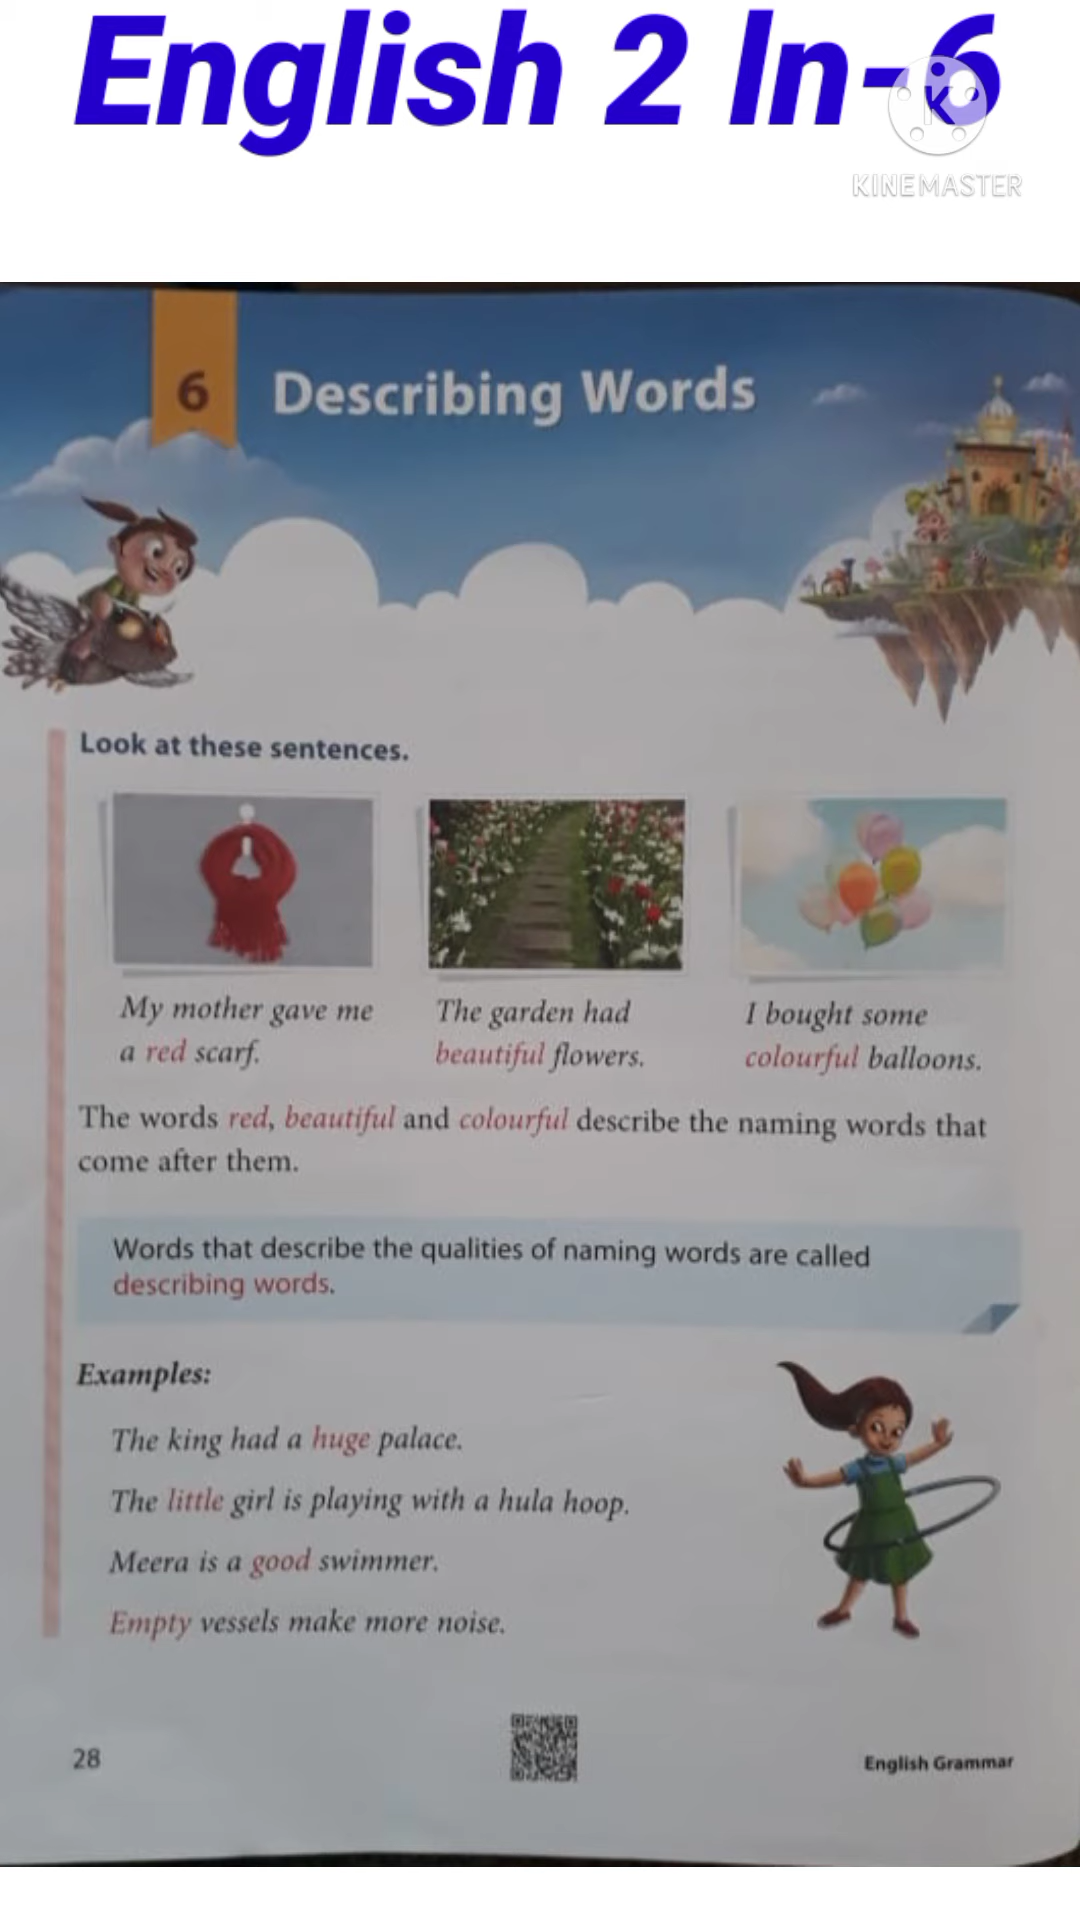 English 2 ln-6
K
KINEMASTER
6
Describing Words
Look at these sentences.
My mother gave me
a red scarf.
The garden had
beautiful flowers.
I bought some
colourful balloons.
The words red, beautiful and colourful describe the naming words that
come after them.
Words that describe the qualities of naming words are called
describing words.
Examples:
The king had a huge palace.
The little girl is playing with a hula hoop.
Meera is a good swimmer.
Empty vessels make more noise.
28
English Grammar